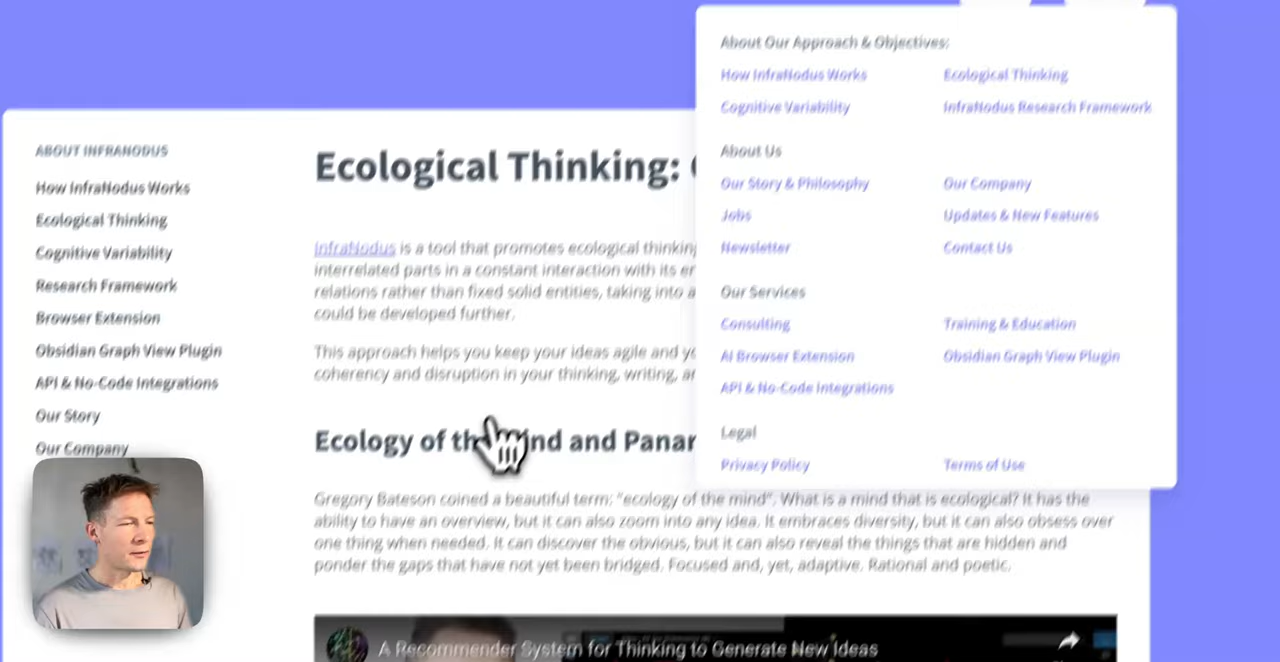 About Our Approach & Objectives:
How InfraNodus Works
Ecological Thinking
Cognitive Variability
InfraNodus Research Framework
About Us
Our Story & Philosophy
Our Company
Jobs
Updates & New Features
Newsletter
Contact Us
Our Services
Consulting
Training & Education
AI Browser Extension
Obsidian Graph View Plugin
API & No-Code Integrations
Legal
Privacy Policy
Terms of Use
ABOUT INFRANODUS
How InfraNodus Works
Ecological Thinking
Cognitive Variability
Research Framework
Browser Extension
Obsidian Graph View Plugin
API & No-Code Integrations
Our Story
Our Company
Ecological Thinking:
InfraNodus is a tool that promotes ecological thinking
interrelated parts in a constant interaction with its
relations rather than fixed solid entities, taking into
could be developed further.
This approach helps you keep your ideas agile and
coherency and disruption in your thinking, writing,
Ecology of the Mind and
Gregory Bateson coined a beautiful term: "ecology of the mind". What is a mind that is ecological? It has the
ability to have an overview, but it can also zoom into any idea. It embraces diversity, but it can also obsess over
one thing when needed. It can discover the obvious, but it can also reveal the things that are hidden and
ponder the gaps that have not yet been bridged. Focused and, yet, adaptive. Rational and poetic.
A Recommender System for Thinking to Generate New Ideas